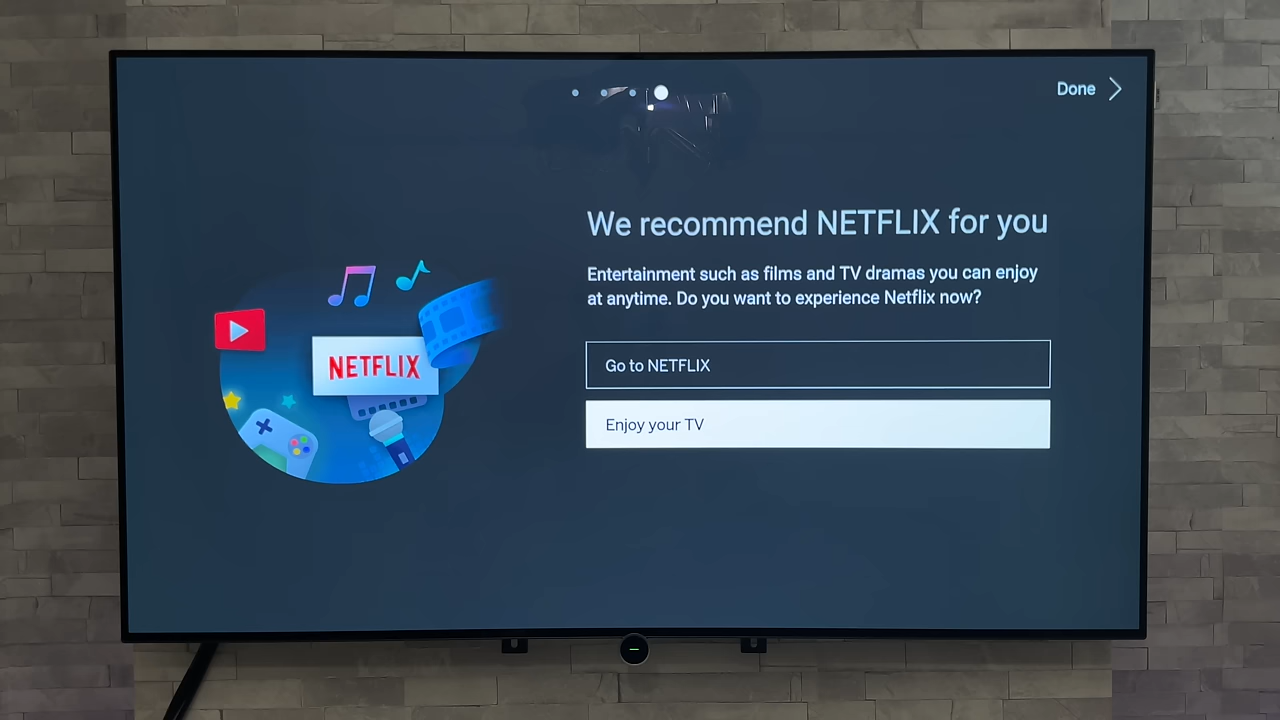 Done
We recommend NETFLIX for you
Entertainment such as films and TV dramas you can enjoy
at anytime. Do you want to experience Netflix now?
NETFLIX
Go to NETFLIX
Enjoy your TV